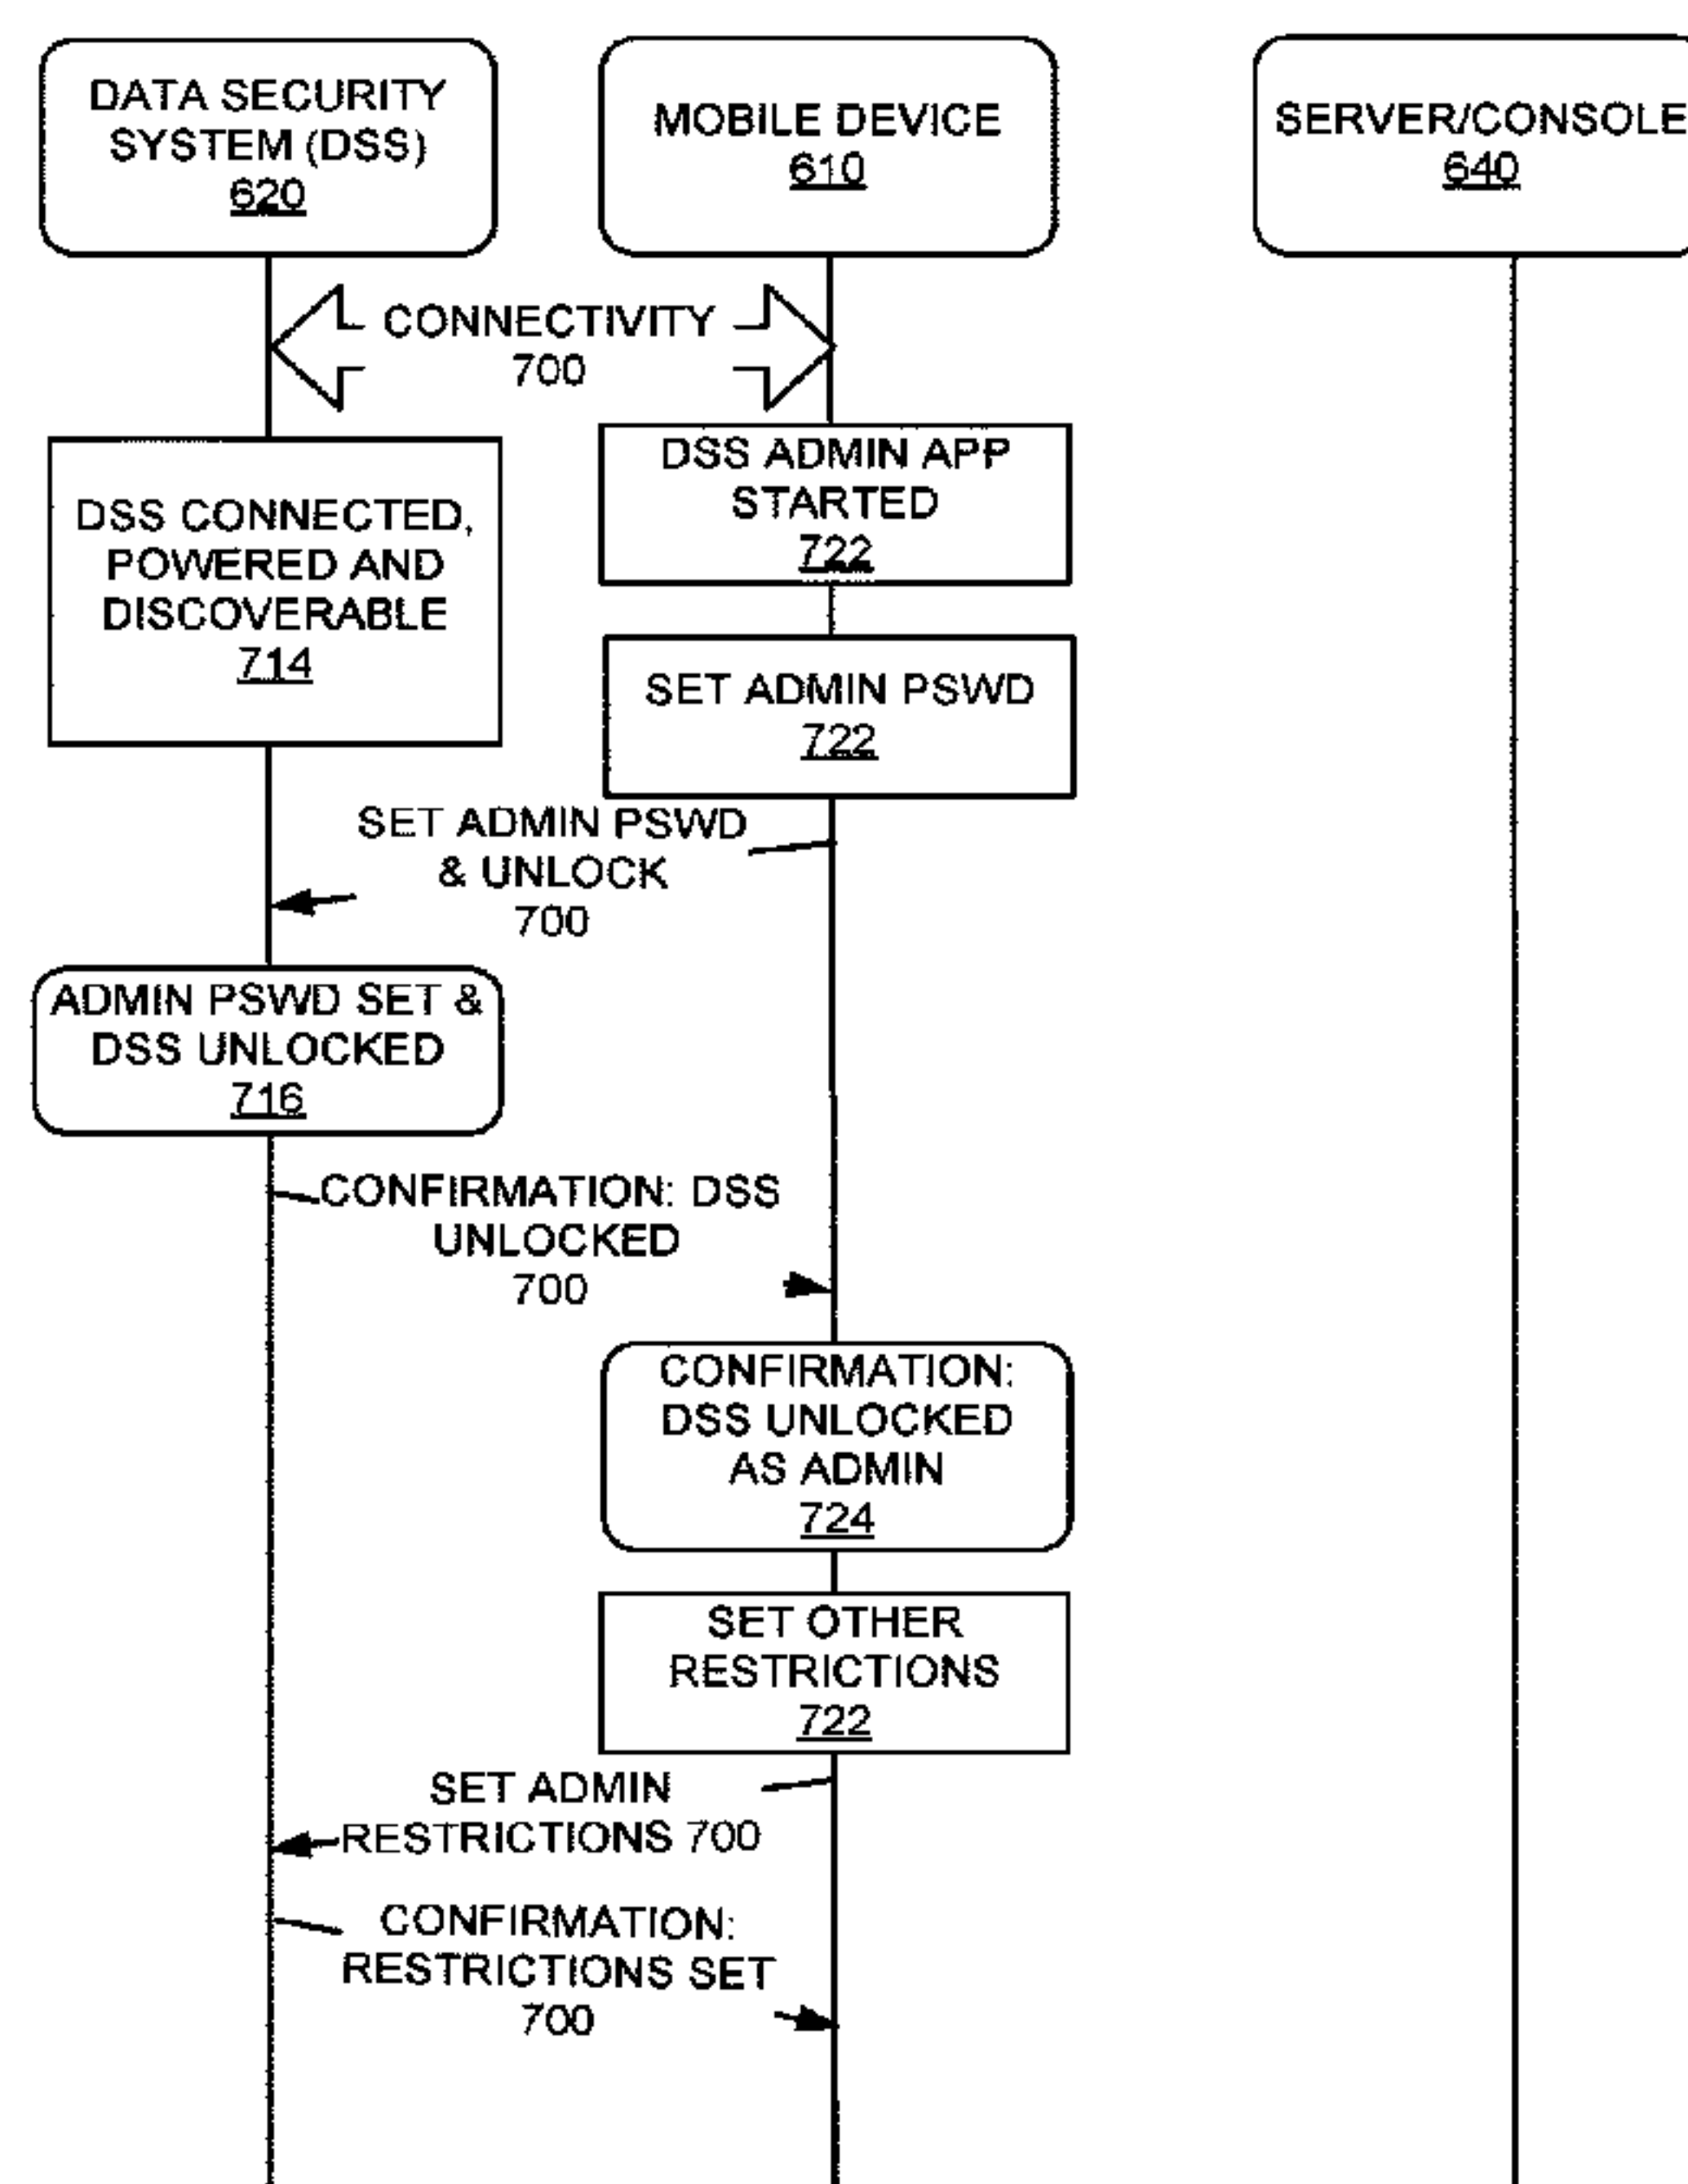 DATA SECURITY
SYSTEM (DSS)
620
MOBILE DEVICE
610
SERVER/CONSOLE
640
CONNECTIVITY
700
DSS CONNECTED,
POWERED AND
DISCOVERABLE
714
DSS ADMIN APP
STARTED
722
SET ADMIN PSWD
722
SET ADMIN PSWD
& UNLOCK
700
ADMIN PSWD SET &
DSS UNLOCKED
716
CONFIRMATION: DSS
UNLOCKED
700
CONFIRMATION:
DSS UNLOCKED
AS ADMIN
724
SET OTHER
RESTRICTIONS
722
SET ADMIN
RESTRICTIONS 700
CONFIRMATION:
RESTRICTIONS SET
700